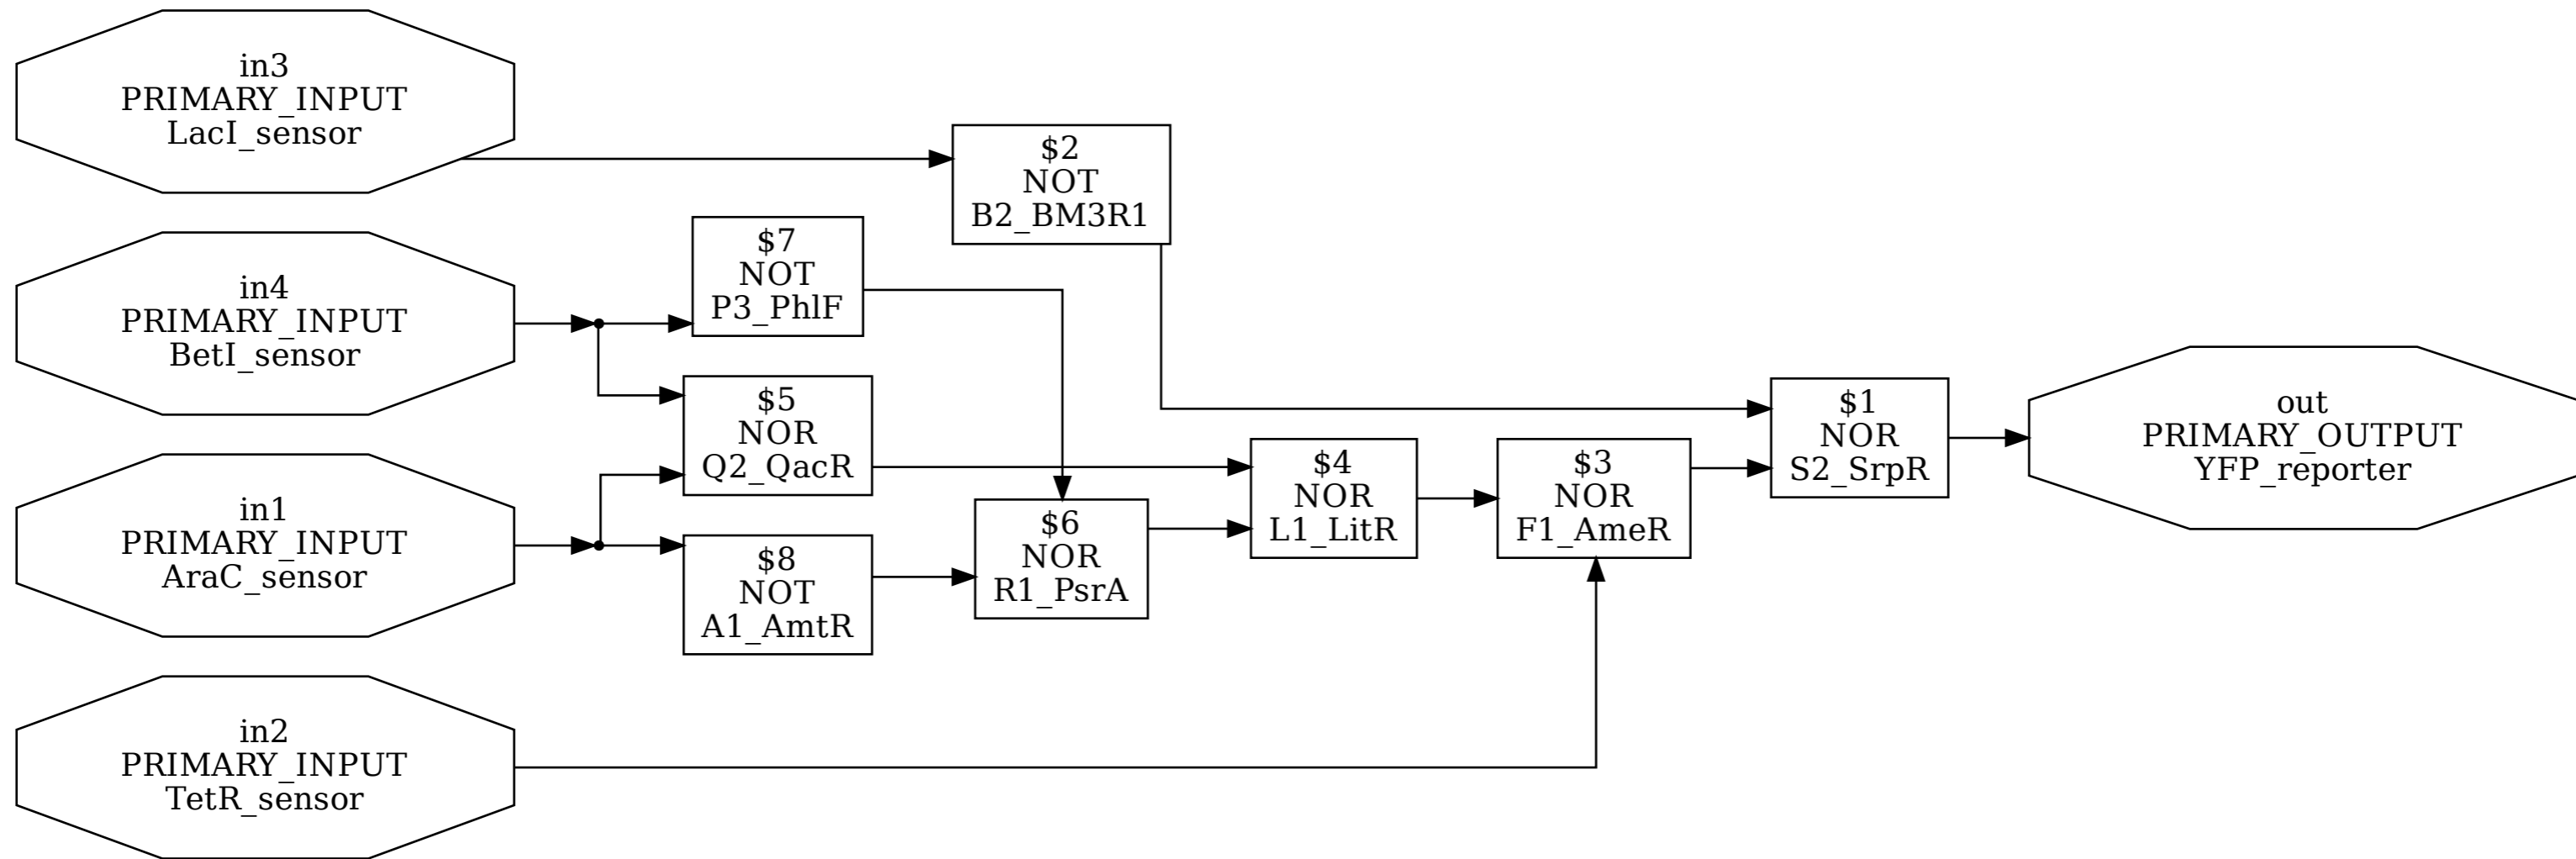 in3
PRIMARY_INPUT
LacI_sensor
$2
NOT
B2_BM3R1
$7
NOT
P3_PhlF
in4
PRIMARY_INPUT
BetI_sensor
$5
NOR
Q2_QacR
in1
PRIMARY_INPUT
AraC_sensor
$8
NOT
A1_AmtR
$6
NOR
R1_PsrA
$4
NOR
L1_LitR
$3
NOR
F1_AmeR
$1
NOR
S2_SrpR
out
PRIMARY_OUTPUT
YFP_reporter
in2
PRIMARY_INPUT
TetR_sensor